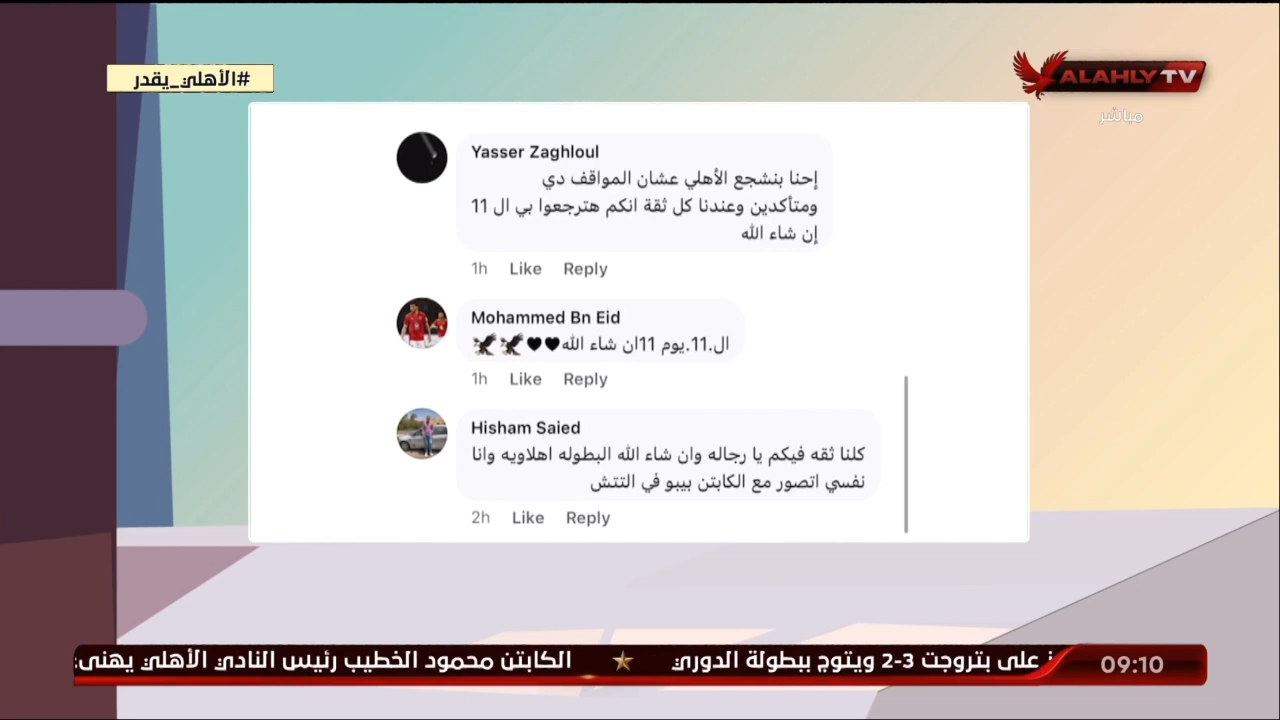 #الأهلي_يقدر
ALAHLY TV
مباشر
Yasser Zaghloul
إحنا بنشجع الأهلي عشان المواقف دي
ومتأكدين وعندنا كل ثقة انكم هترجعوا بي ال 11
إن شاء الله
1h Like Reply
Mohammed Bn Eid
ال.11.يوم 11ان شاء الله🖤🖤🦅🦅
1h Like Reply
Hisham Saied
كلنا ثقه فيكم يا رجاله وان شاء الله البطوله اهلاويه وانا
نفسي اتصور مع الكابتن بيبو في التتش
2h Like Reply
على بتروجت 3-2 ويتوج ببطولة الدوري ★ الكابتن محمود الخطيب رئيس النادي الأهلي يهنى
09:10